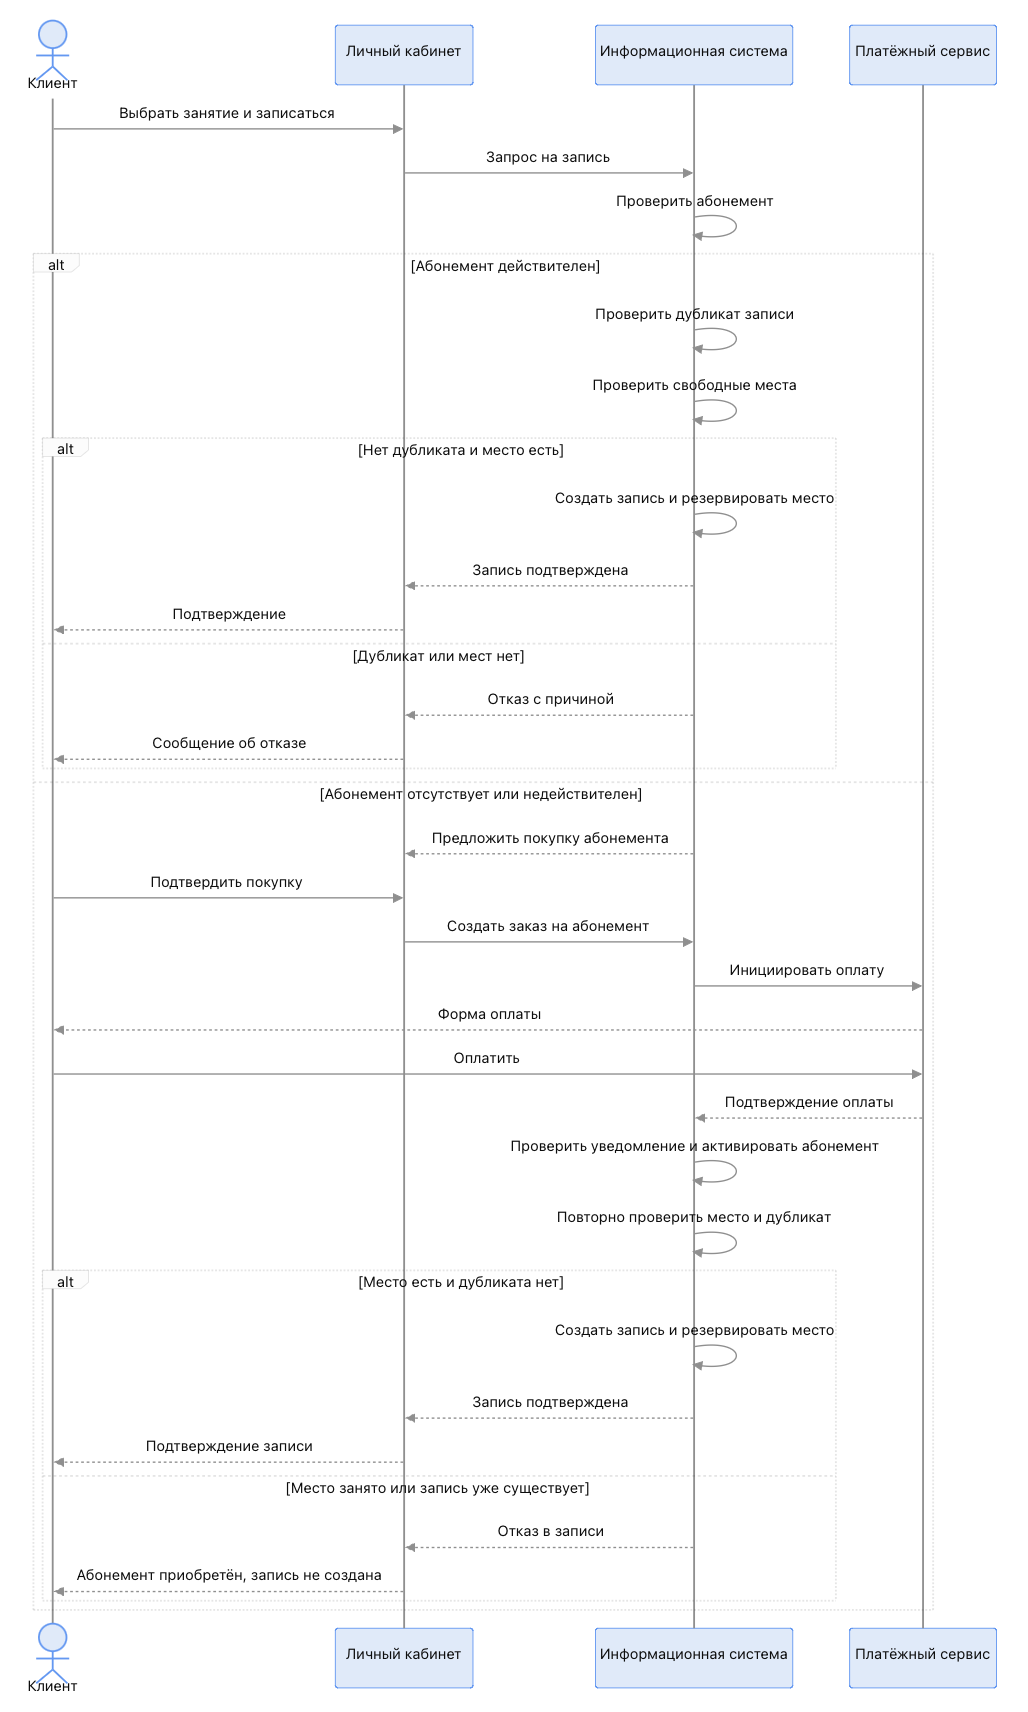 Клиент
Личный кабинет
Информационная система
Платёжный сервис
Выбрать занятие и записаться
Запрос на запись
Проверить абонемент
alt
[Абонемент действителен]
Проверить дубликат записи
Проверить свободные места
alt
[Нет дубликата и место есть]
Создать запись и резервировать место
Запись подтверждена
Подтверждение
[Дубликат или мест нет]
Отказ с причиной
Сообщение об отказе
[Абонемент отсутствует или недействителен]
Предложить покупку абонемента
Подтвердить покупку
Создать заказ на абонемент
Инициировать оплату
Форма оплаты
Оплатить
Подтверждение оплаты
Проверить уведомление и активировать абонемент
Повторно проверить место и дубликат
alt
[Место есть и дубликата нет]
Создать запись и резервировать место
Запись подтверждена
Подтверждение записи
[Место занято или запись уже существует]
Отказ в записи
Абонемент приобретён, запись не создана
Клиент
Личный кабинет
Информационная система
Платёжный сервис